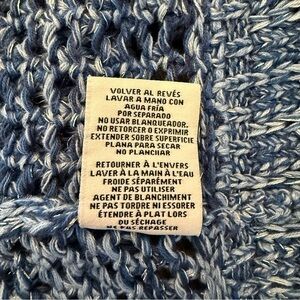 VOLVER AL REVÉS
LAVAR A MANO CON
AGUA FRÍA
POR SEPARADO
NO USAR BLANQUEADOR.
NO RETORCER O EXPRIMIR
EXTENDER SOBRE SUPERFICIE
PLANA PARA SECAR
NO PLANCHAR
RETOURNER À L'ENVERS
LAVER À LA MAIN À L'EAU
FROIDE SÉPARÉMENT
NE PAS UTILISER
AGENT DE BLANCHIMENT
NE PAS TORDRE NI ESSORER
ÉTENDRE À PLAT LORS
DU SÉCHAGE
NE PAS REPASSER